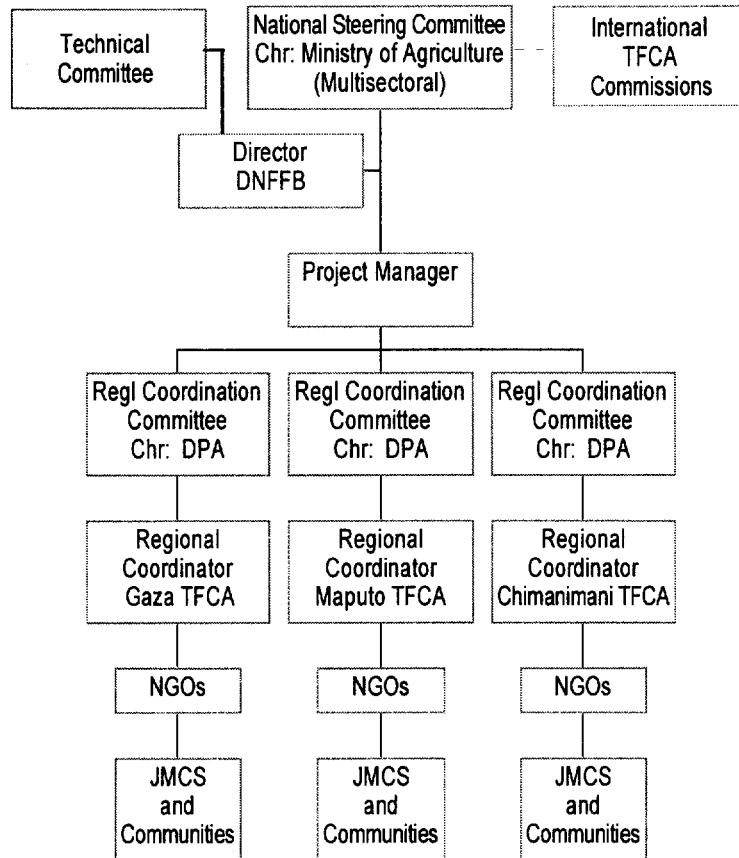 Technical
Committee
National Steering Committee
Chr: Ministry of Agriculture
(Multisectoral)
International
TFCA
Commissions
Director
DNFFB
Project Manager
Regl Coordination
Committee
Chr: DPA
Regl Coordination
Committee
Chr: DPA
Regl Coordination
Committee
Chr: DPA
Regional
Coordinator
Gaza TFCA
Regional
Coordinator
Maputo TFCA
Regional
Coordinator
Chimanimani TFCA
NGOs
NGOs
NGOs
JMCS
and
Communities
JMCS
and
Communities
JMCS
and
Communities